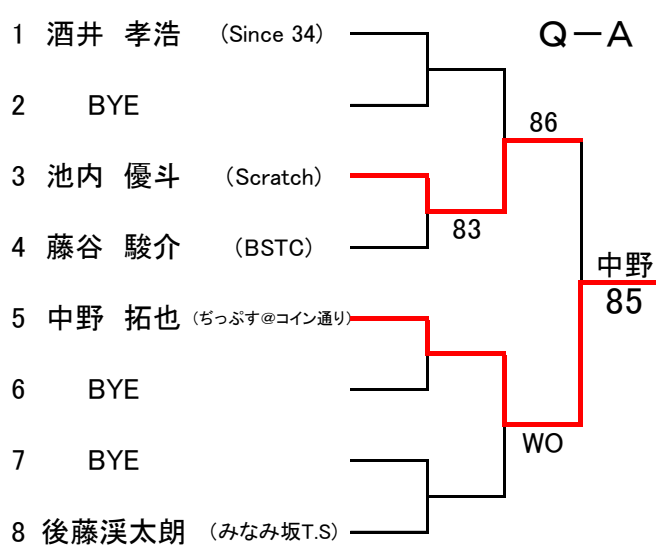 Q－A
1 酒井 孝浩 (Since 34)
2 BYE
86
3 池内 優斗 (Scratch)
83
4 藤谷 駿介 (BSTC)
中野
85
5 中野 拓也 (ぢっぷす@コイン通り)
6 BYE
WO
7 BYE
8 後藤渓太朗 (みなみ坂T.S)